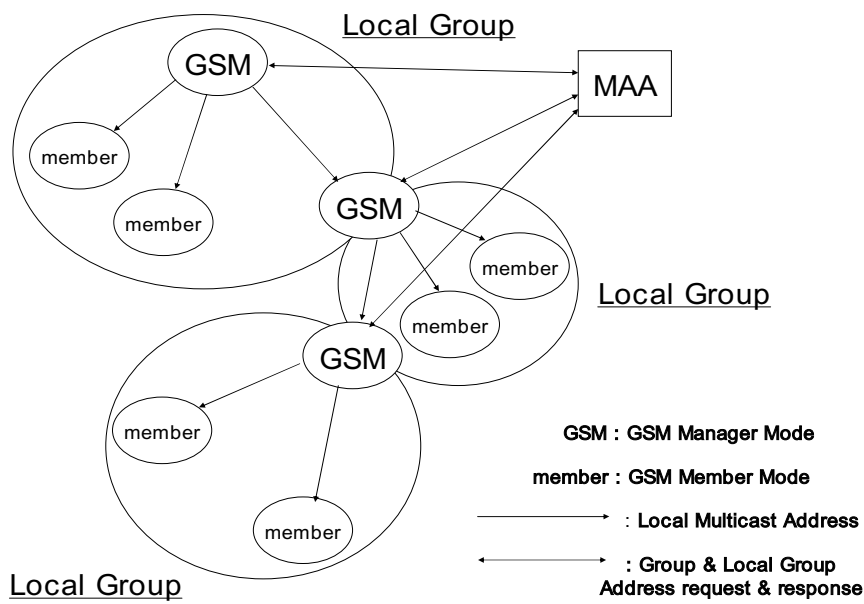 Local Group
GSM
MAA
member
member
GSM
member
member
Local Group
GSM
member
member
Local Group
GSM : GSM Manager Mode
member : GSM Member Mode
: Local Multicast Address
: Group & Local Group
Address request & response